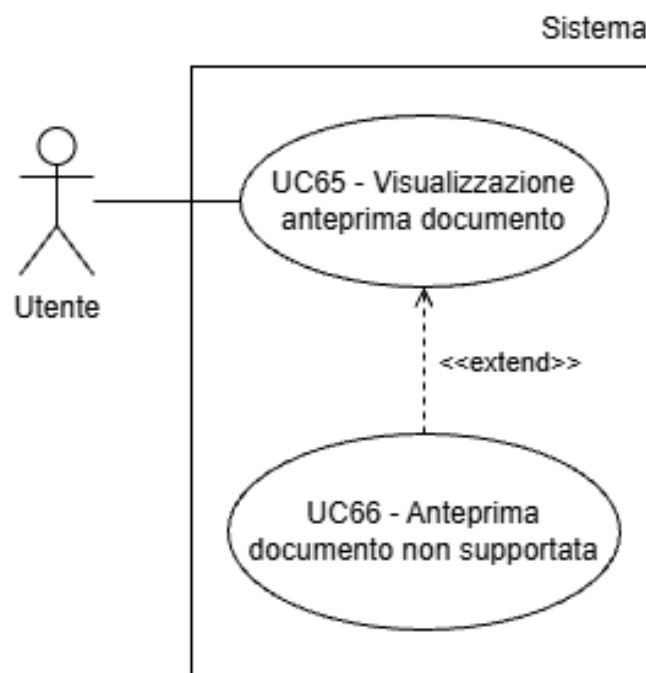 Sistema
UC65 - Visualizzazione
anteprima documento
Utente
<<extend>>
UC66 - Anteprima
documento non supportata